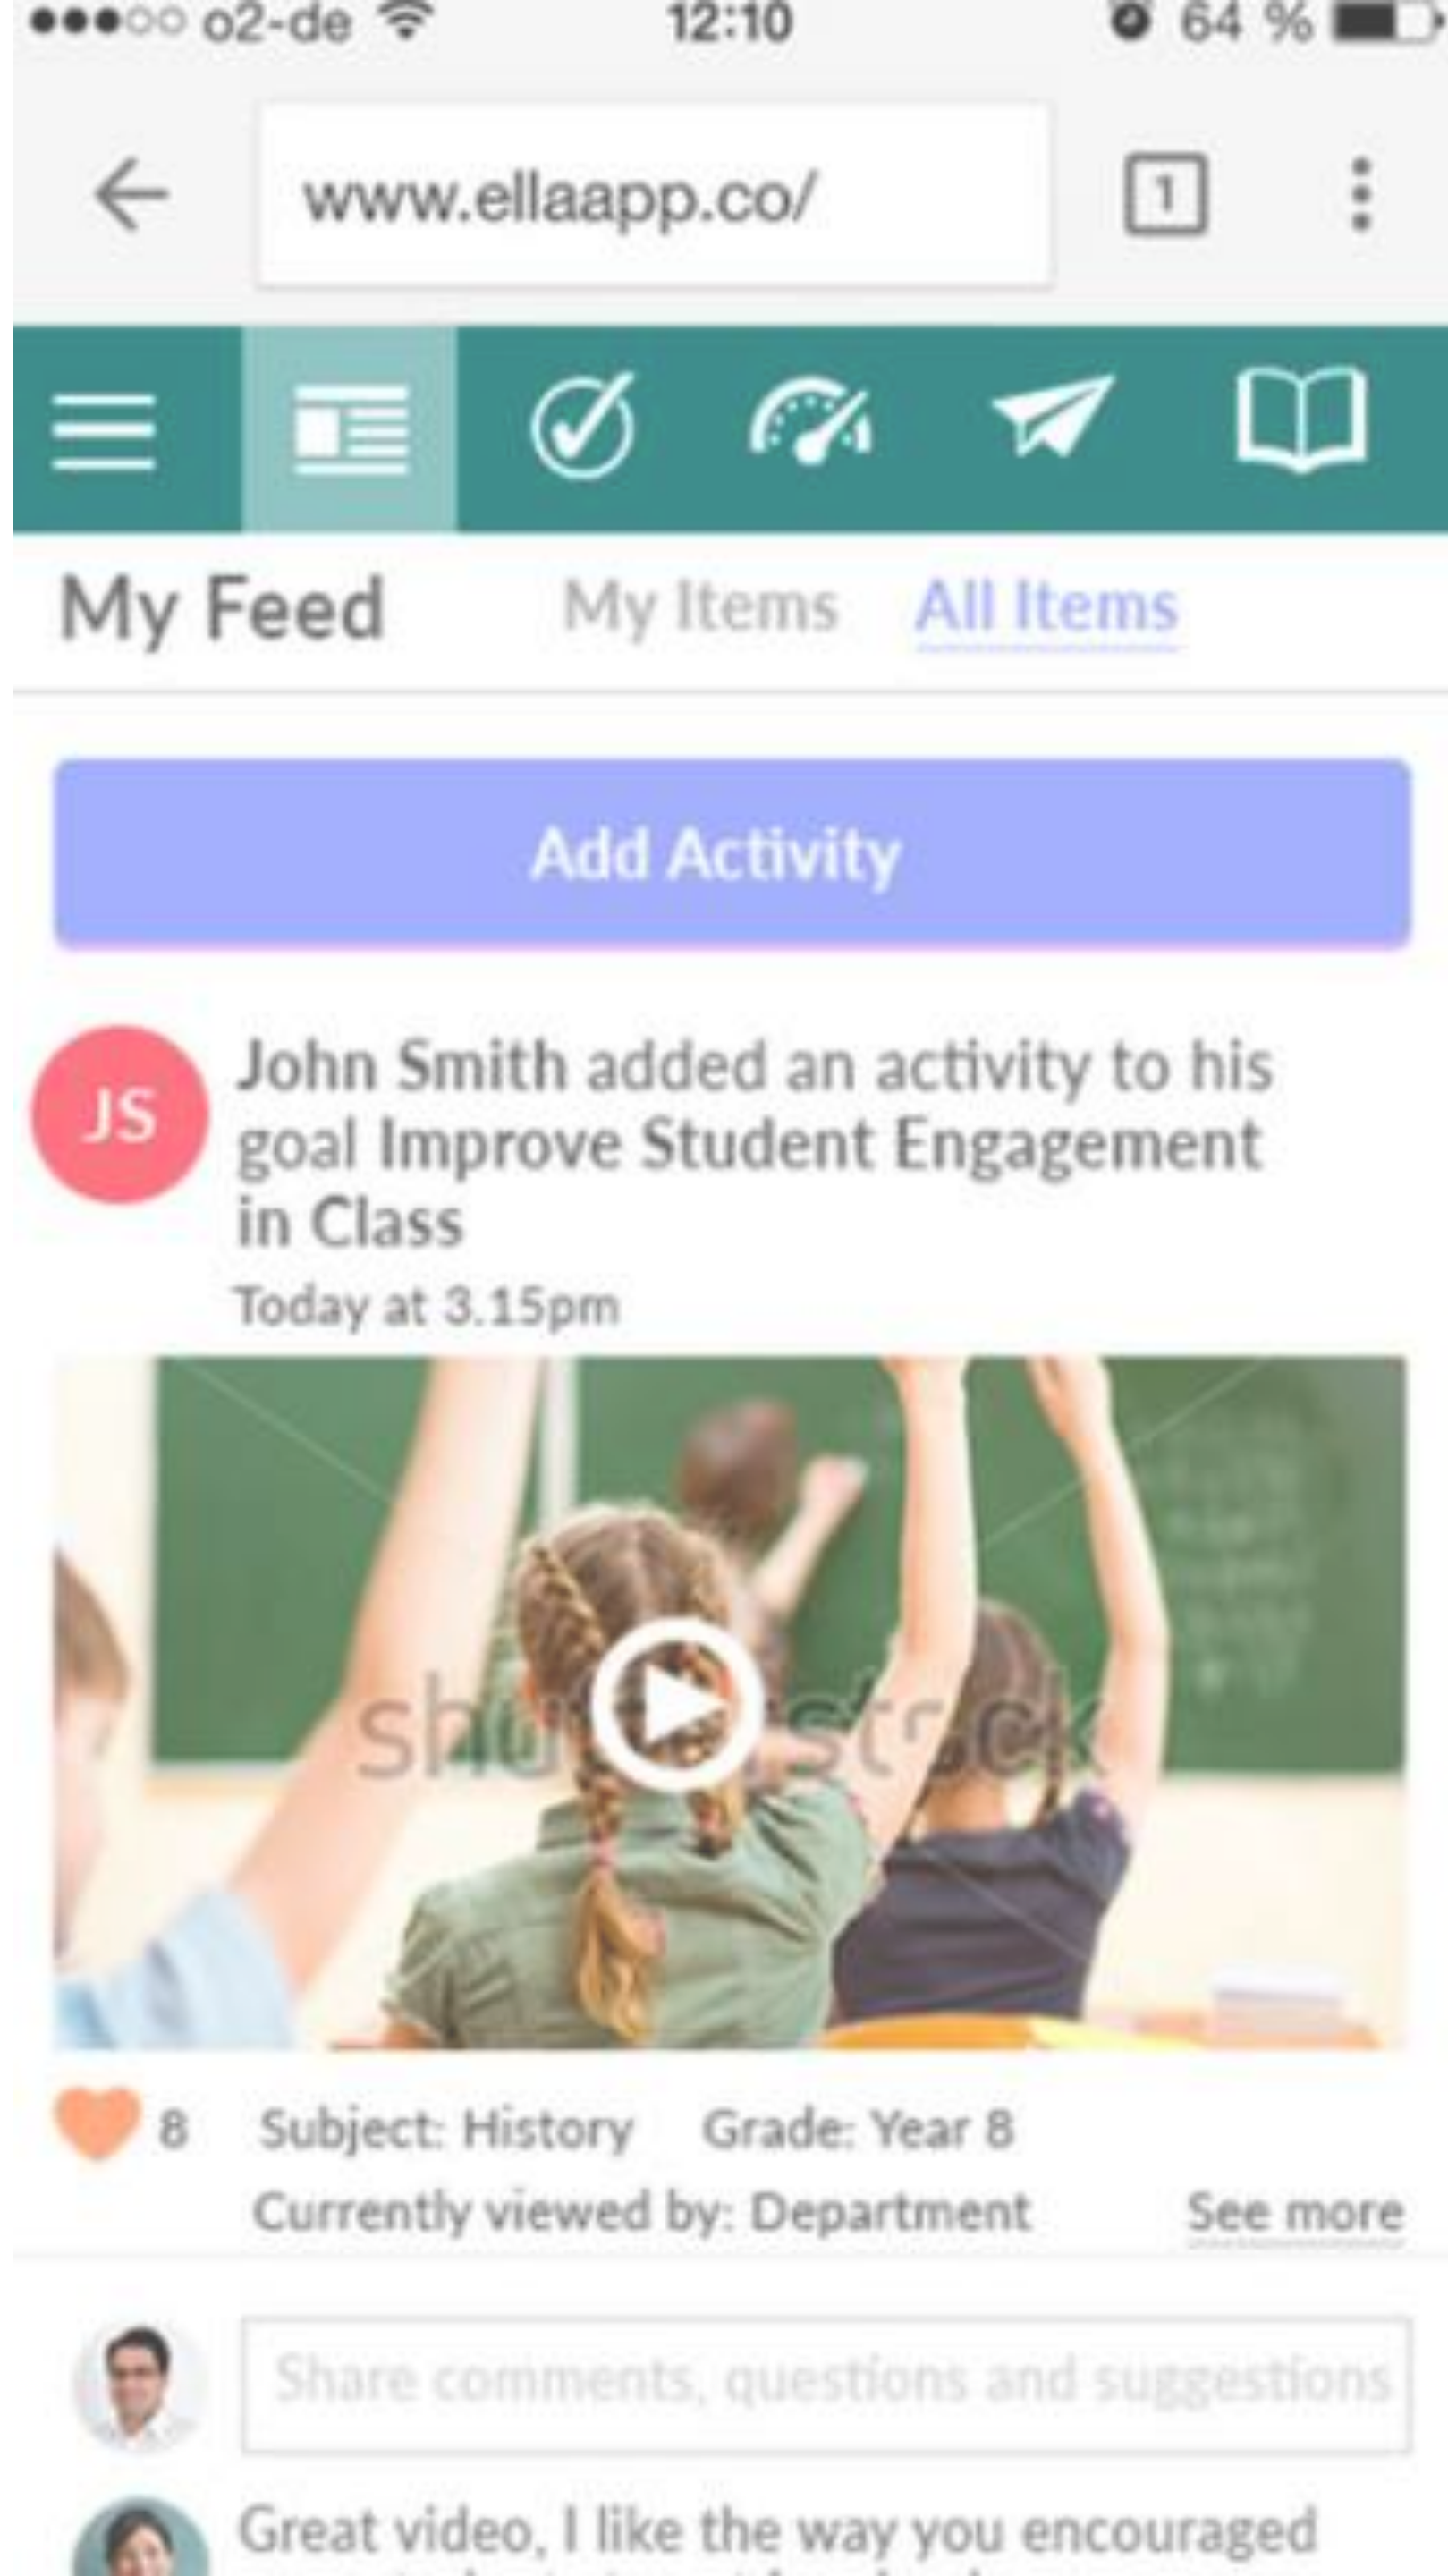 o2-de 12:10 64 %
www.ellaapp.co/ 1
My Feed My Items All Items
Add Activity
JS
John Smith added an activity to his
goal Improve Student Engagement
in Class
Today at 3.15pm
8 Subject: History Grade: Year 8
Currently viewed by: Department See more
Share comments, questions and suggestions
Great video, I like the way you encouraged